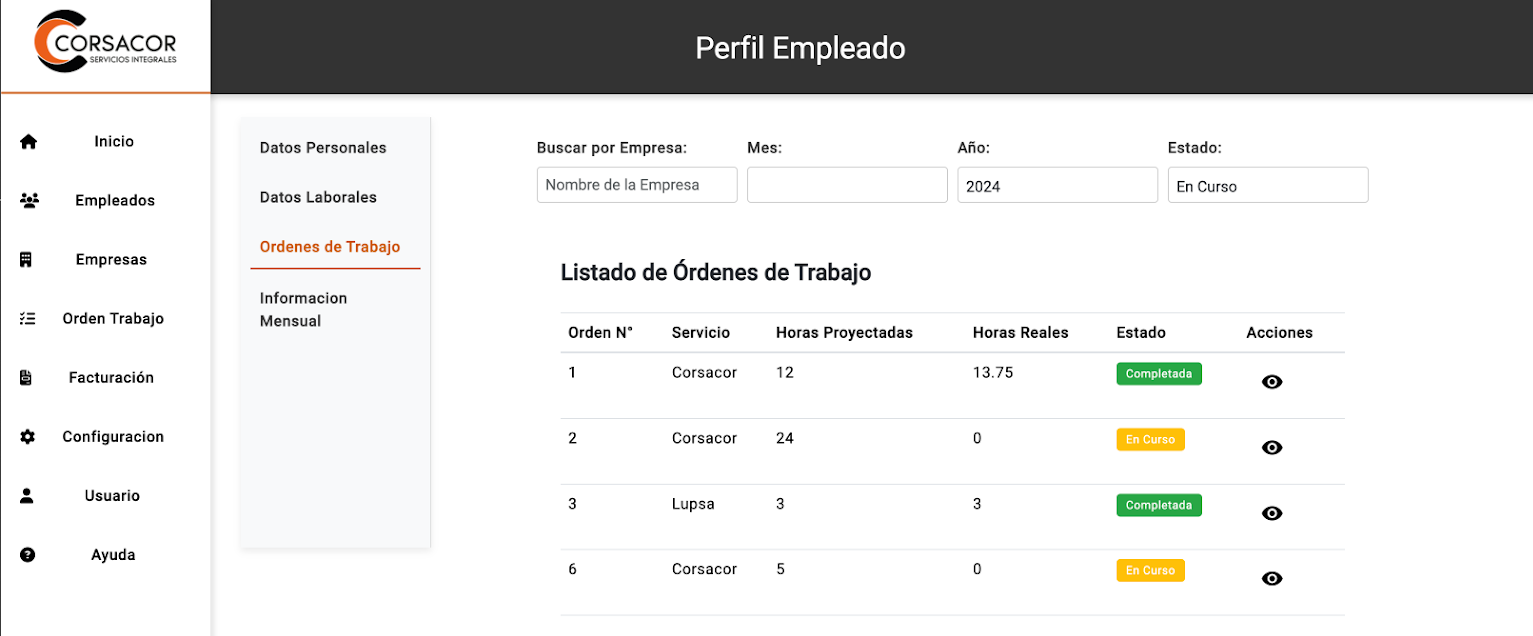 CORSACOR
SERVICIOS INTEGRALES
Perfil Empleado
Inicio
Empleados
Empresas
Orden Trabajo
Facturación
Configuracion
Usuario
Ayuda
Datos Personales
Datos Laborales
Ordenes de Trabajo
Informacion
Mensual
Buscar por Empresa: Mes: Año: Estado:
Nombre de la Empresa 2024 En Curso
Listado de Órdenes de Trabajo
Orden N° Servicio Horas Proyectadas Horas Reales Estado Acciones
1 Corsacor 12 13.75 Completada
2 Corsacor 24 0 En Curso
3 Lupsa 3 3 Completada
6 Corsacor 5 0 En Curso